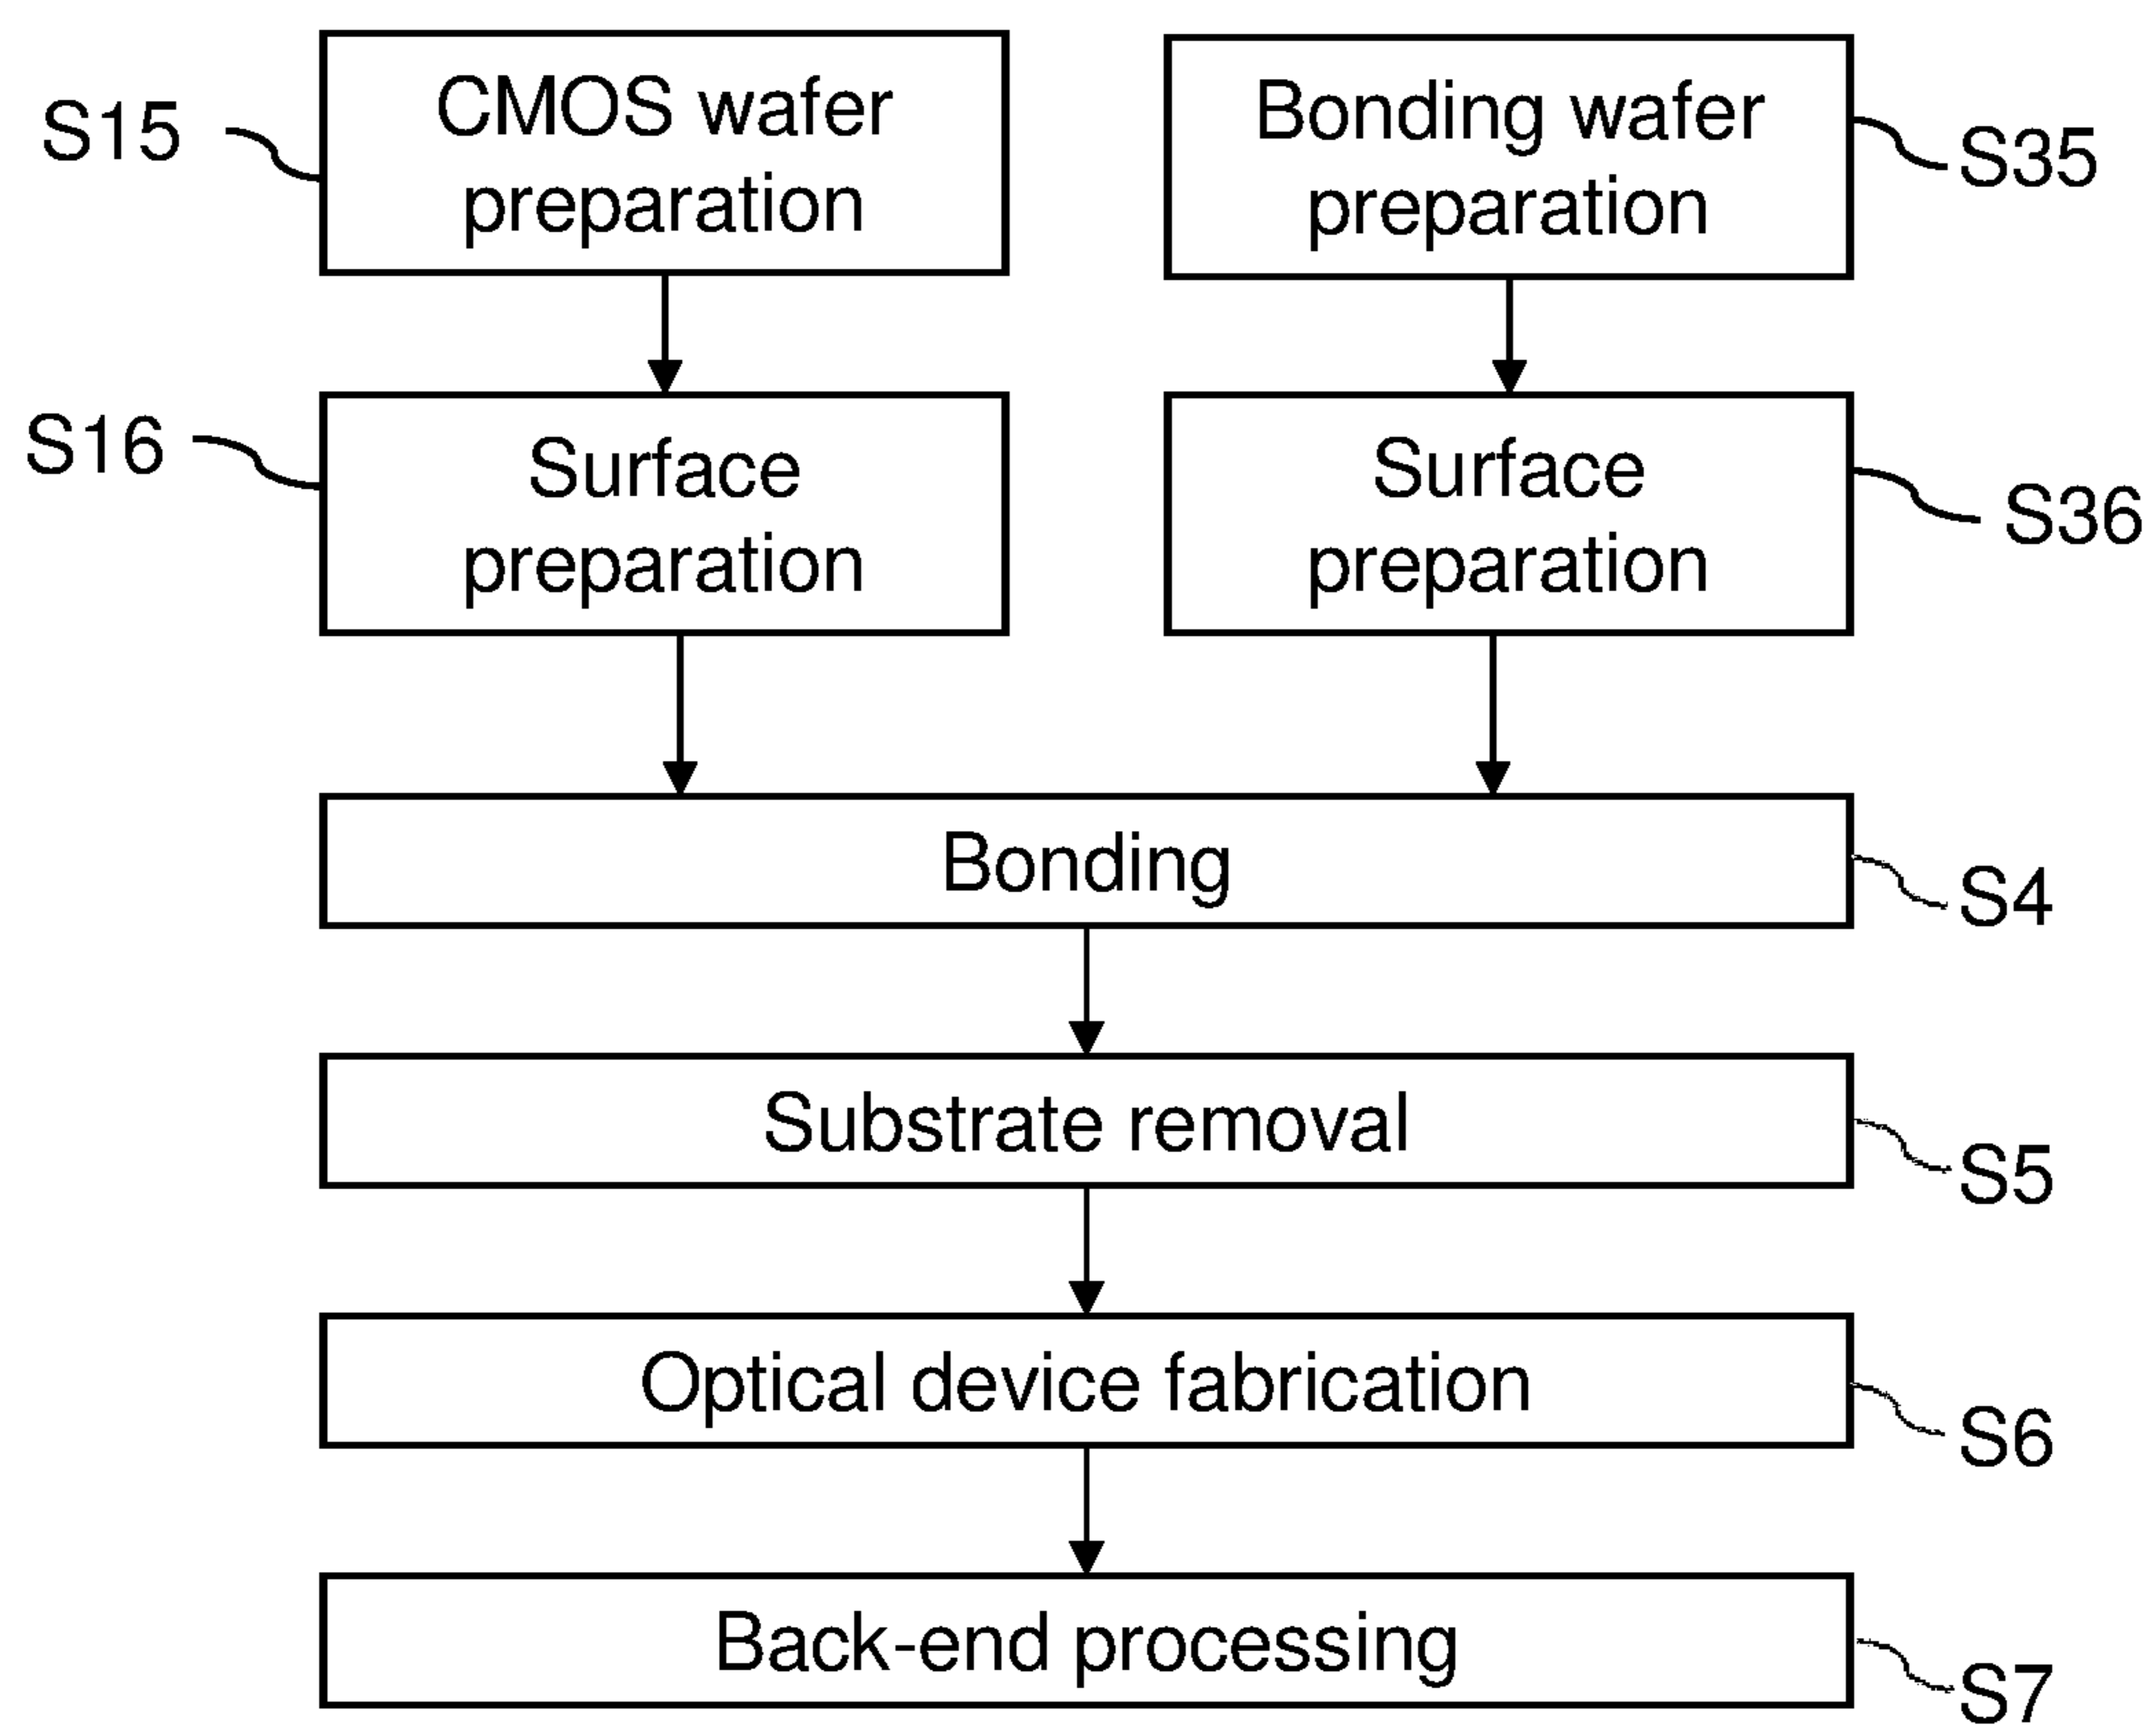 S15
CMOS wafer
preparation
Bonding wafer
preparation
S35
S16
Surface
preparation
Surface
preparation
S36
Bonding
S4
Substrate removal
S5
Optical device fabrication
S6
Back-end processing
S7